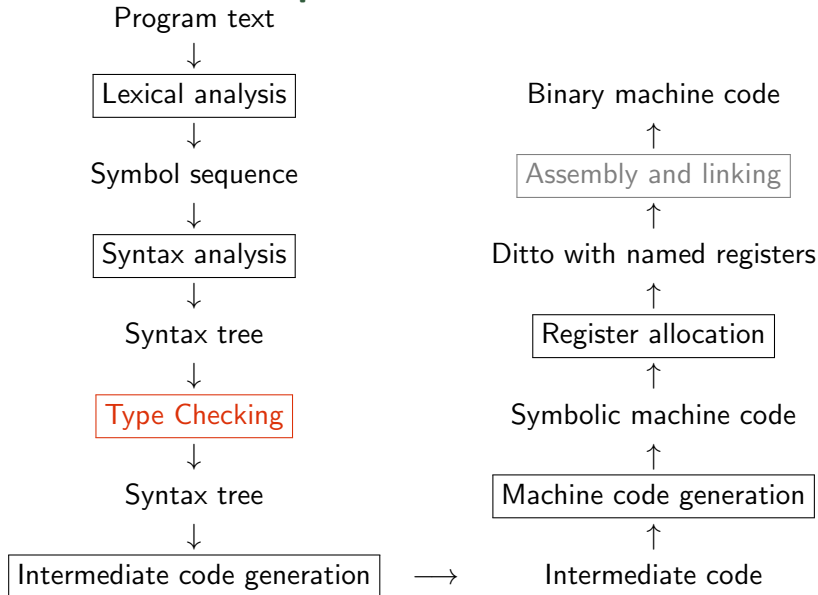 Program text
Lexical analysis
Symbol sequence
Syntax analysis
Syntax tree
Type Checking
Syntax tree
Intermediate code generation
Intermediate code
Machine code generation
Symbolic machine code
Register allocation
Ditto with named registers
Assembly and linking
Binary machine code